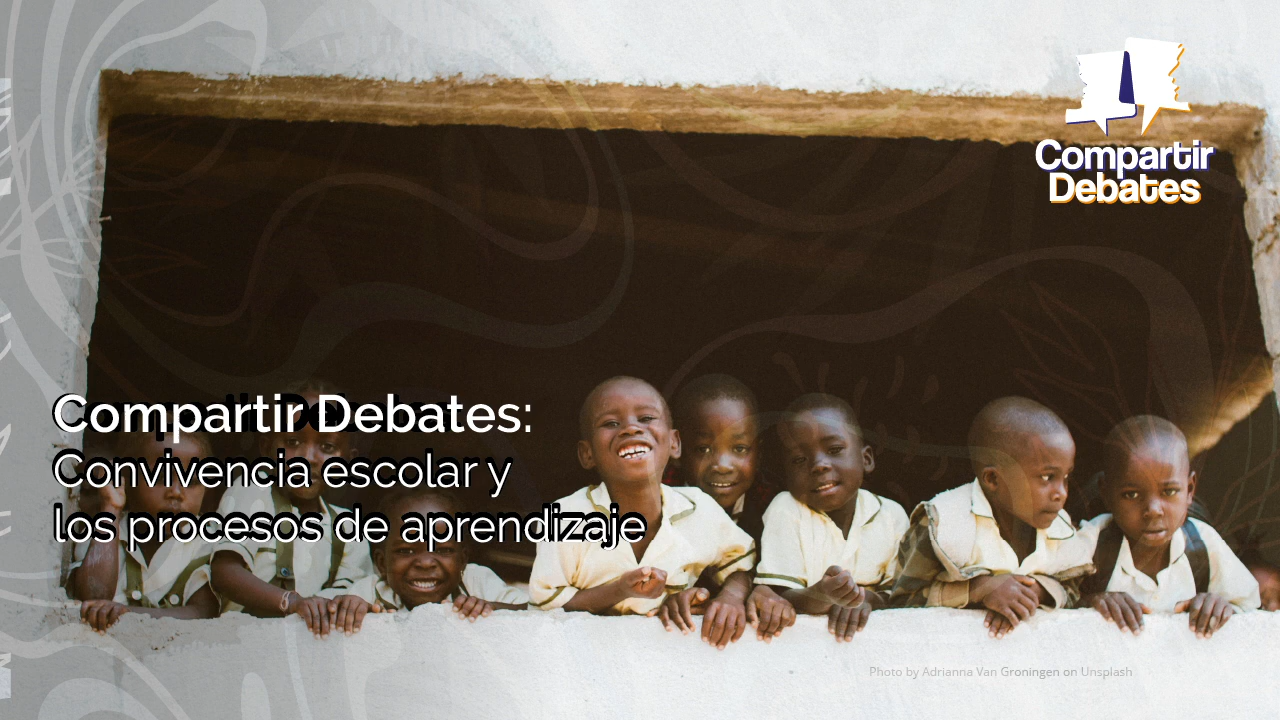 Compartir
Debates
Compartir Debates:
Convivencia escolar y
los procesos de aprendizaje
Photo by Adrianna Van Groningen on Unsplash